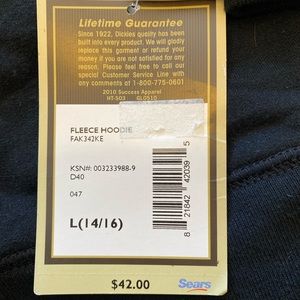 Lifetime Guarantee
Since 1922, Dickies quality has been
built into every product. We will gladly
replace this garment or refund your
money if you are not satisfied for any
reason. Please feel free to call our
special Customer Service Line with
any comments at 1-800-775-0601
2010 Success Apparel
HT-503 GL0510
FLEECE HOODIE
FAK342KE
KSN#: 003233988-9
D40
047
L(14/16)
8 21842 42039 5
$42.00
Sears